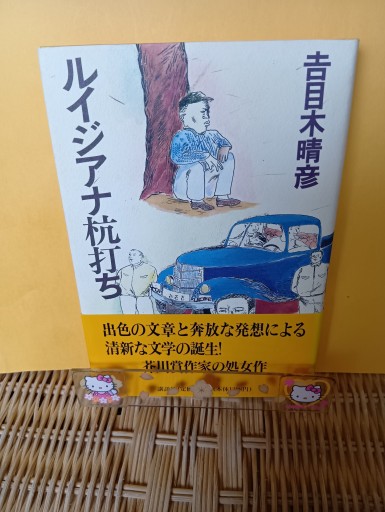 ルイジアナ杭打ち
吉目木晴彦
出色の文章と奔放な発想による
清新な文学の誕生!
芥川賞作家の処女作